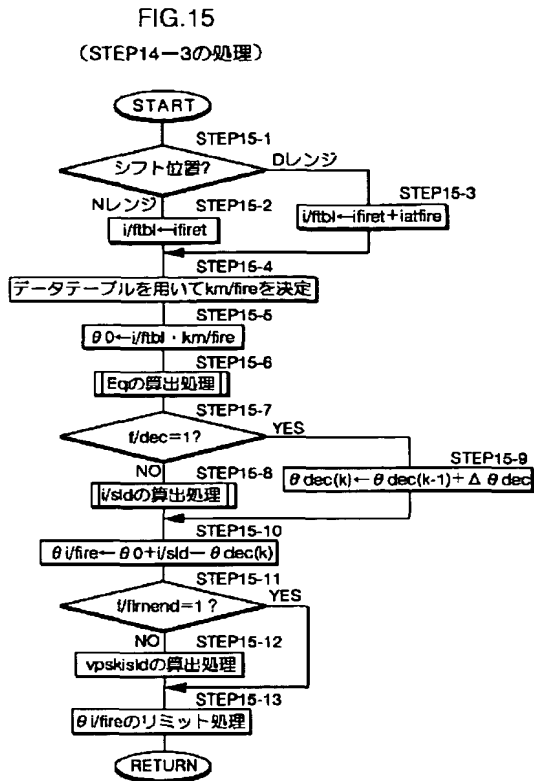 FIG.15
(STEP14−3の処理)
START
STEP15-1
シフト位置?
Dレンジ
STEP15-3
Nレンジ
STEP15-2
i/ftbl←ifiret
i/ftbl←ifiret+iatfire
STEP15-4
データテーブルを用いてkm/fireを決定
STEP15-5
θ0←i/ftbl・km/fire
STEP15-6
Eqの算出処理
STEP15-7
f/dec=1?
YES
STEP15-9
NO
STEP15-8
i/sldの算出処理
θdec(k)←θdec(k-1)+Δθdec
STEP15-10
θi/fire←θ0+i/sld−θdec(k)
STEP15-11
f/firnend=1?
YES
NO
STEP15-12
vpskisldの算出処理
STEP15-13
θi/fireのリミット処理
RETURN